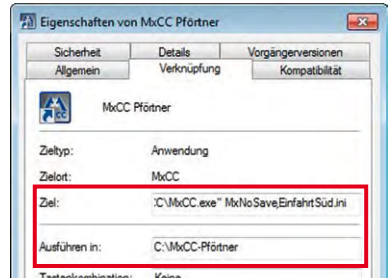 Eigenschaften von MxCC Pförtner
Sicherheit Details Vorgängerversionen
Allgemein Verknüpfung Kompatibilität
MxCC Pförtner
Zieltyp: Anwendung
Zielort: MxCC
Ziel: :C\MxCC.exe" MxNoSave,EinfahrtSüd.ini
Ausführen in: C:\MxCC-Pförtner
Tastenkombination: Keine